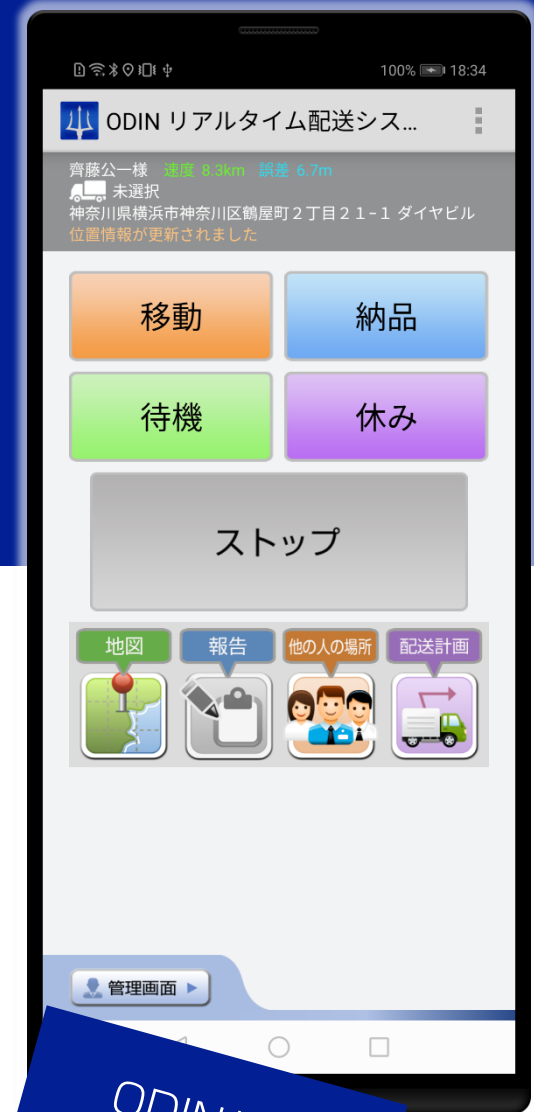 100% 18:34
ODIN リアルタイム配送シス...
齊藤公一様 速度 8.3km 誤差 6.7m
未選択
神奈川県横浜市神奈川区鶴屋町2丁目21-1 ダイヤビル
位置情報が更新されました
移動 納品
待機 休み
ストップ
地図 報告 他の人の場所 配送計画
管理画面
ODIN